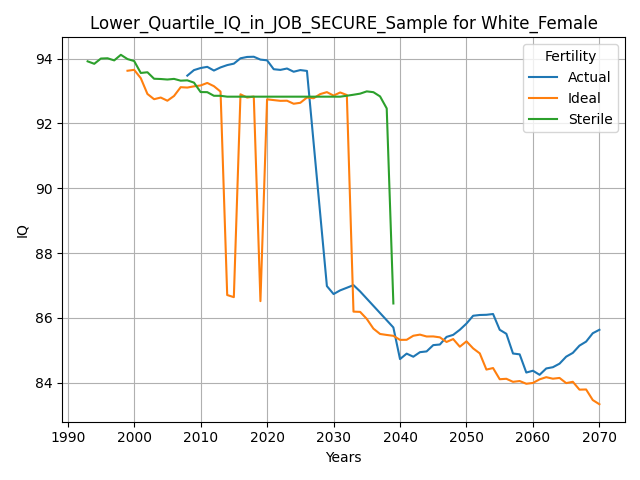 Lower_Quartile_IQ_in_JOB_SECURE_Sample for White_Female
Fertility
Actual
Ideal
Sterile
94
92
90
88
86
84
IQ
1990 2000 2010 2020 2030 2040 2050 2060 2070
Years